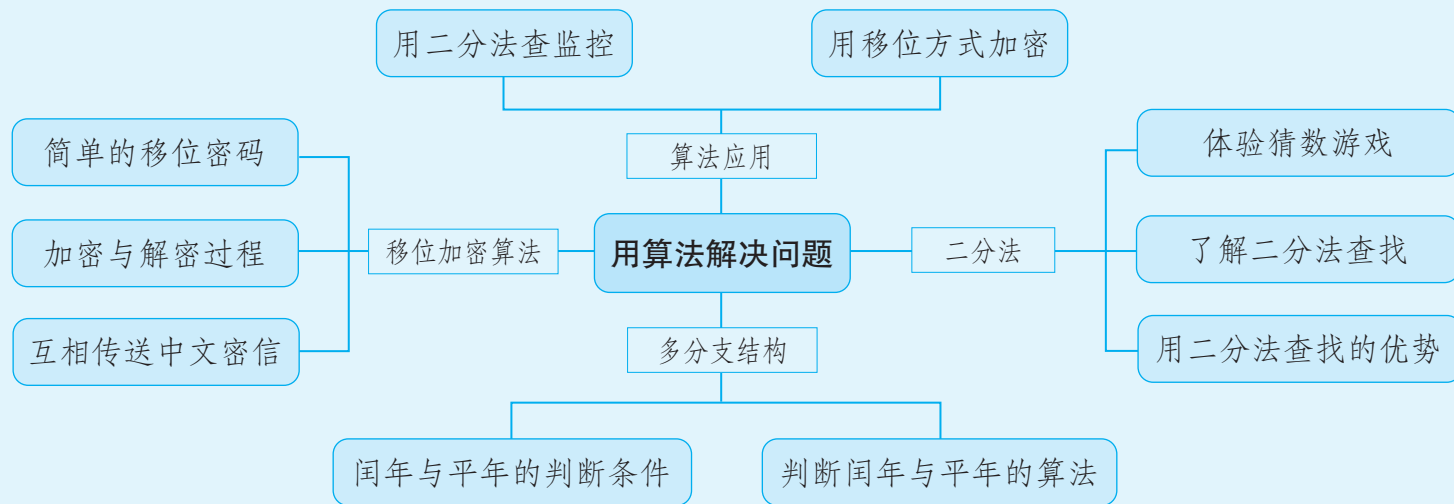 用二分法查监控
用移位方式加密
算法应用
简单的移位密码
加密与解密过程
互相传送中文密信
移位加密算法
用算法解决问题
二分法
体验猜数游戏
了解二分法查找
用二分法查找的优势
多分支结构
闰年与平年的判断条件
判断闰年与平年的算法